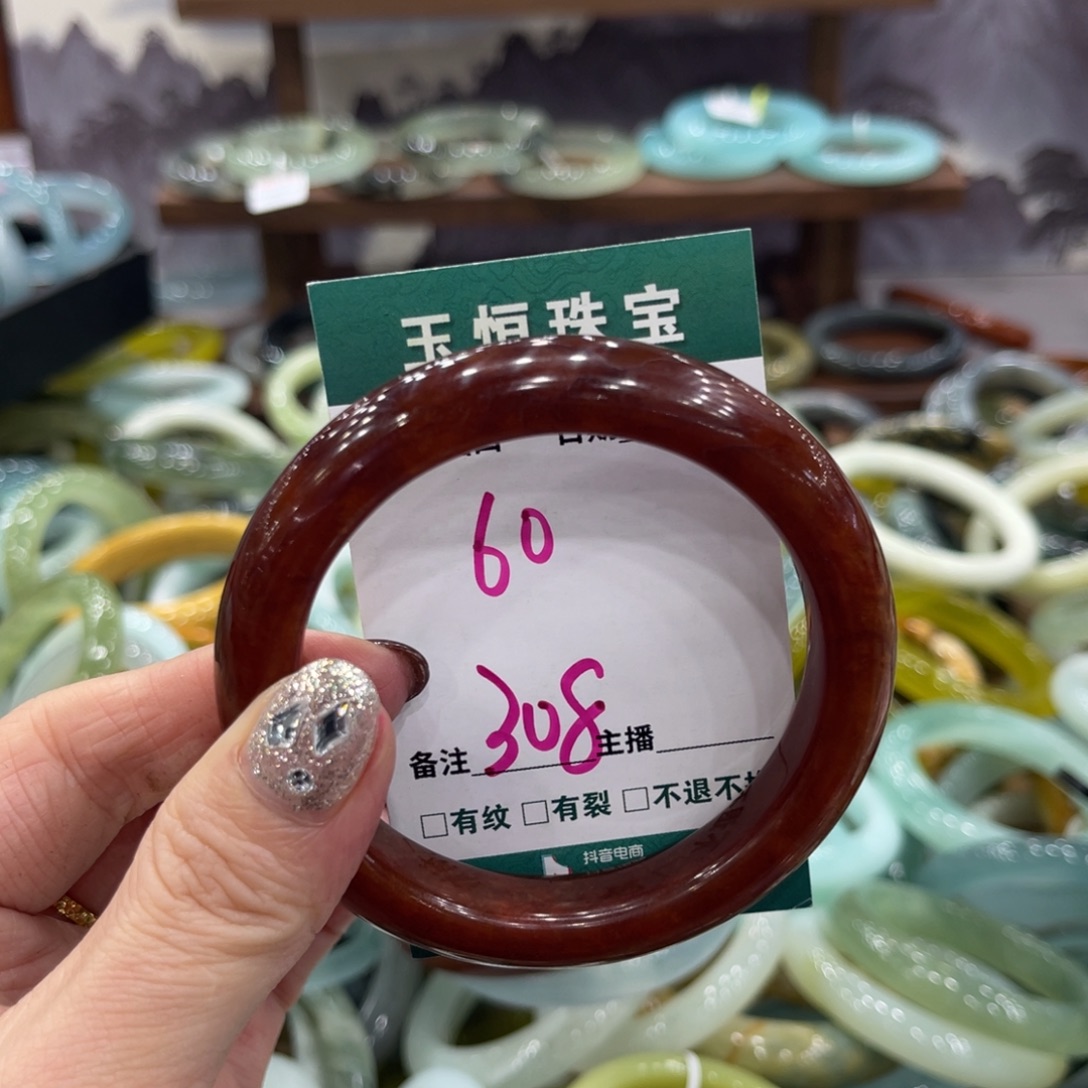 玉恒珠宝
60
308
备注 主播
□有纹 □有裂 □不退不
抖音电商